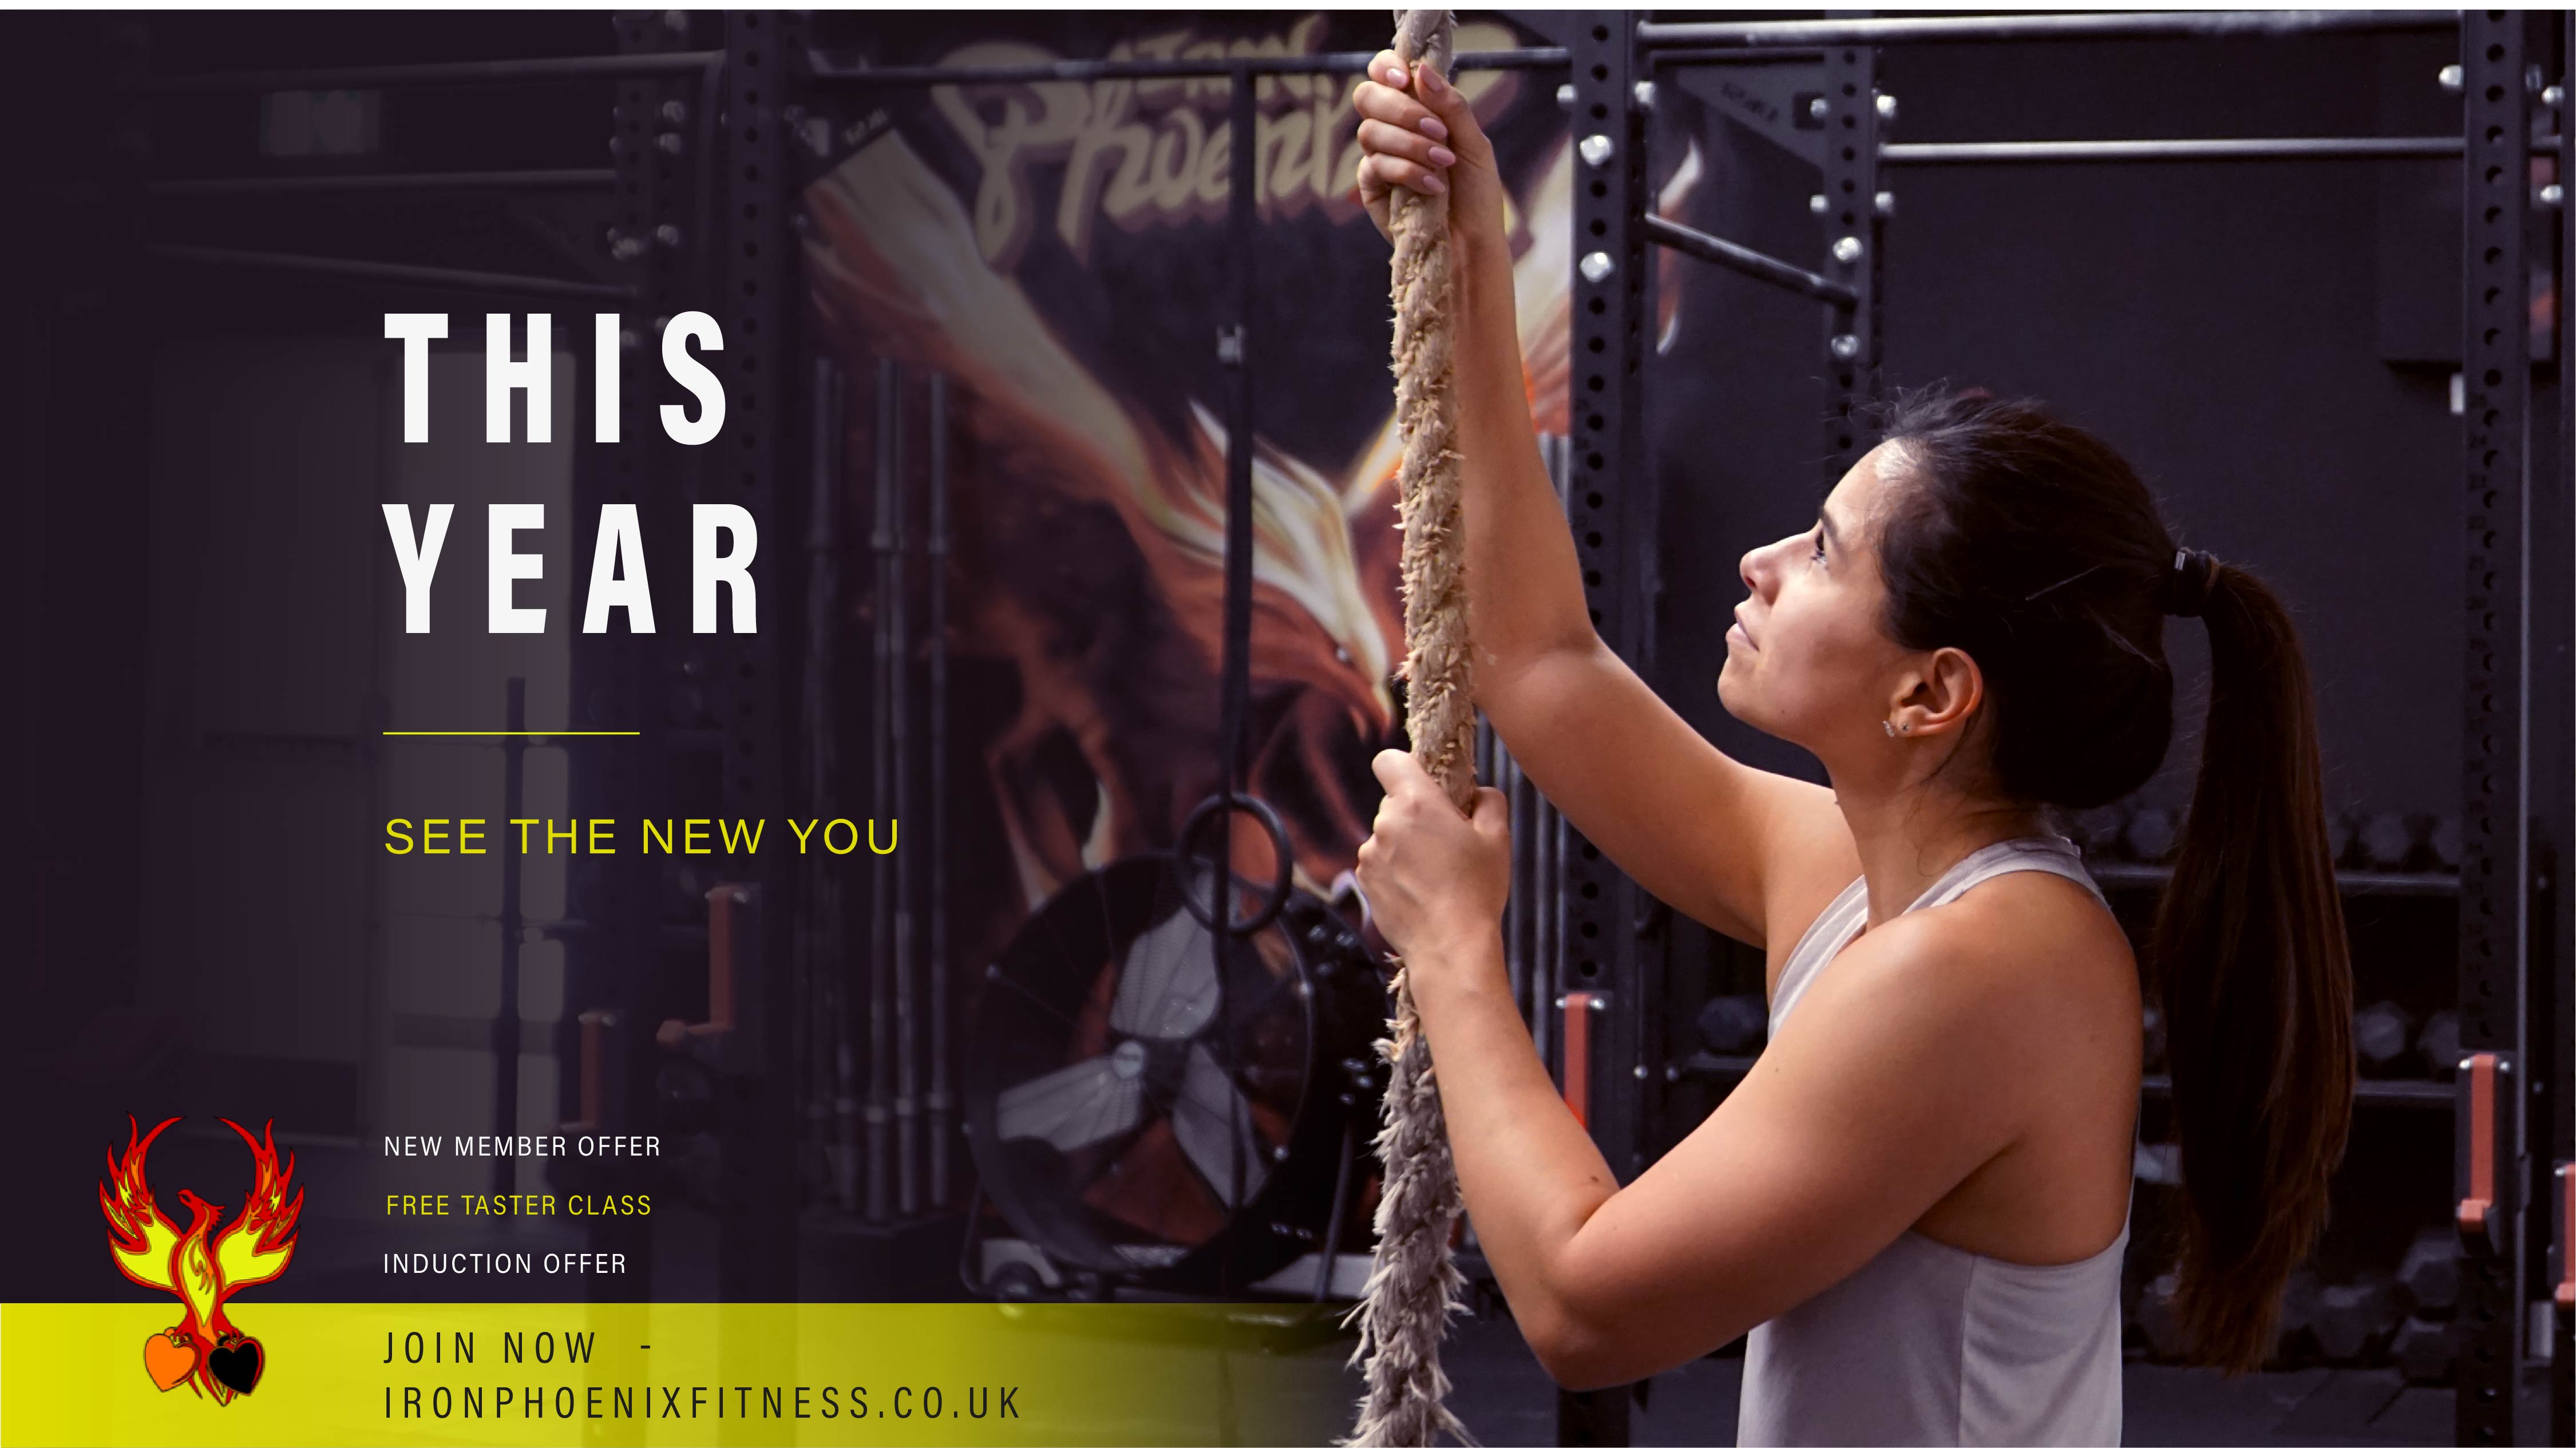 Phoenix
THIS
YEAR
SEE THE NEW YOU
NEW MEMBER OFFER
FREE TASTER CLASS
INDUCTION OFFER
JOIN NOW -
IRONPHOENIXFITNESS.CO.UK